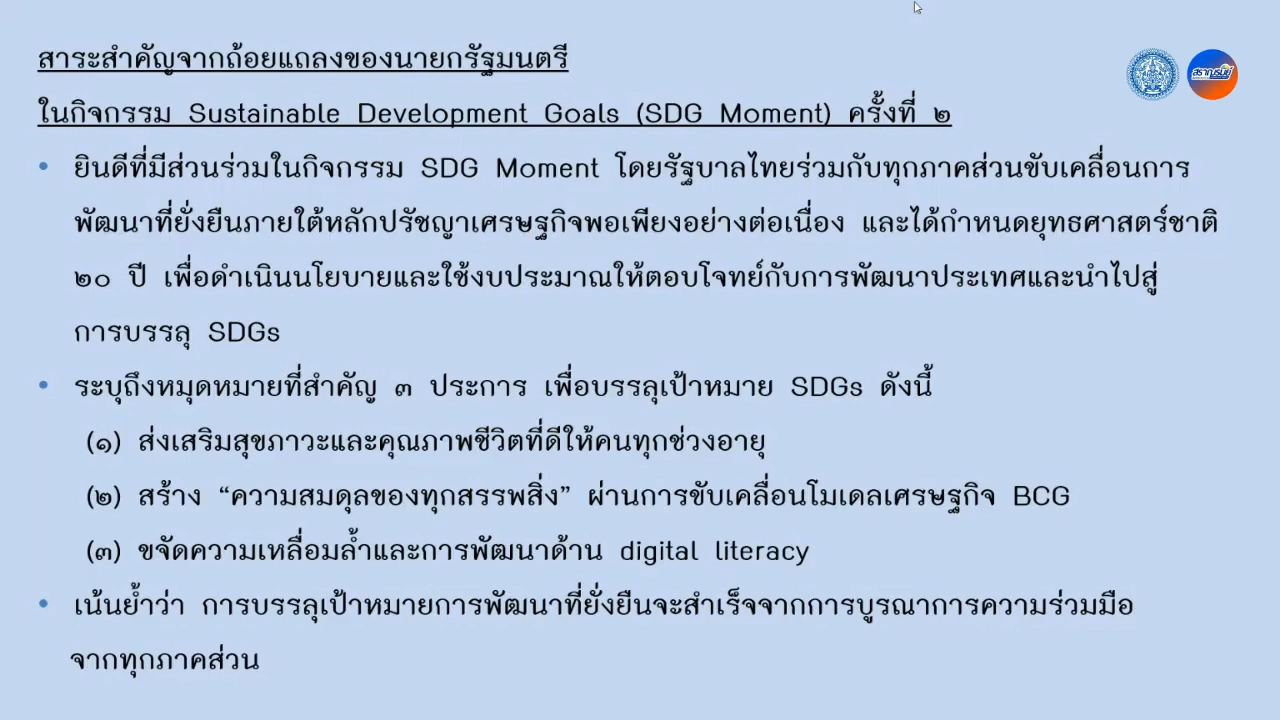 สาระสำคัญจากถ้อยแถลงของนายกรัฐมนตรี
ในกิจกรรม Sustainable Development Goals (SDG Moment) ครั้งที่ ๒
• ยินดีที่มีส่วนร่วมในกิจกรรม SDG Moment โดยรัฐบาลไทยร่วมกับทุกภาคส่วนขับเคลื่อนการ
พัฒนาที่ยั่งยืนภายใต้หลักปรัชญาเศรษฐกิจพอเพียงอย่างต่อเนื่อง และได้กำหนดยุทธศาสตร์ชาติ
๒๐ ปี เพื่อดำเนินนโยบายและใช้งบประมาณให้ตอบโจทย์กับการพัฒนาประเทศและนำไปสู่
การบรรลุ SDGs
• ระบุถึงหมุดหมายที่สำคัญ ๓ ประการ เพื่อบรรลุเป้าหมาย SDGs ดังนี้
(๑) ส่งเสริมสุขภาวะและคุณภาพชีวิตที่ดีให้คนทุกช่วงอายุ
(๒) สร้าง “ความสมดุลของทุกสรรพสิ่ง” ผ่านการขับเคลื่อนโมเดลเศรษฐกิจ BCG
(๓) ขจัดความเหลื่อมล้ำและการพัฒนาด้าน digital literacy
• เน้นย้ำว่า การบรรลุเป้าหมายการพัฒนาที่ยั่งยืนจะสำเร็จจากการบูรณาการความร่วมมือ
จากทุกภาคส่วน
สราญรมย์